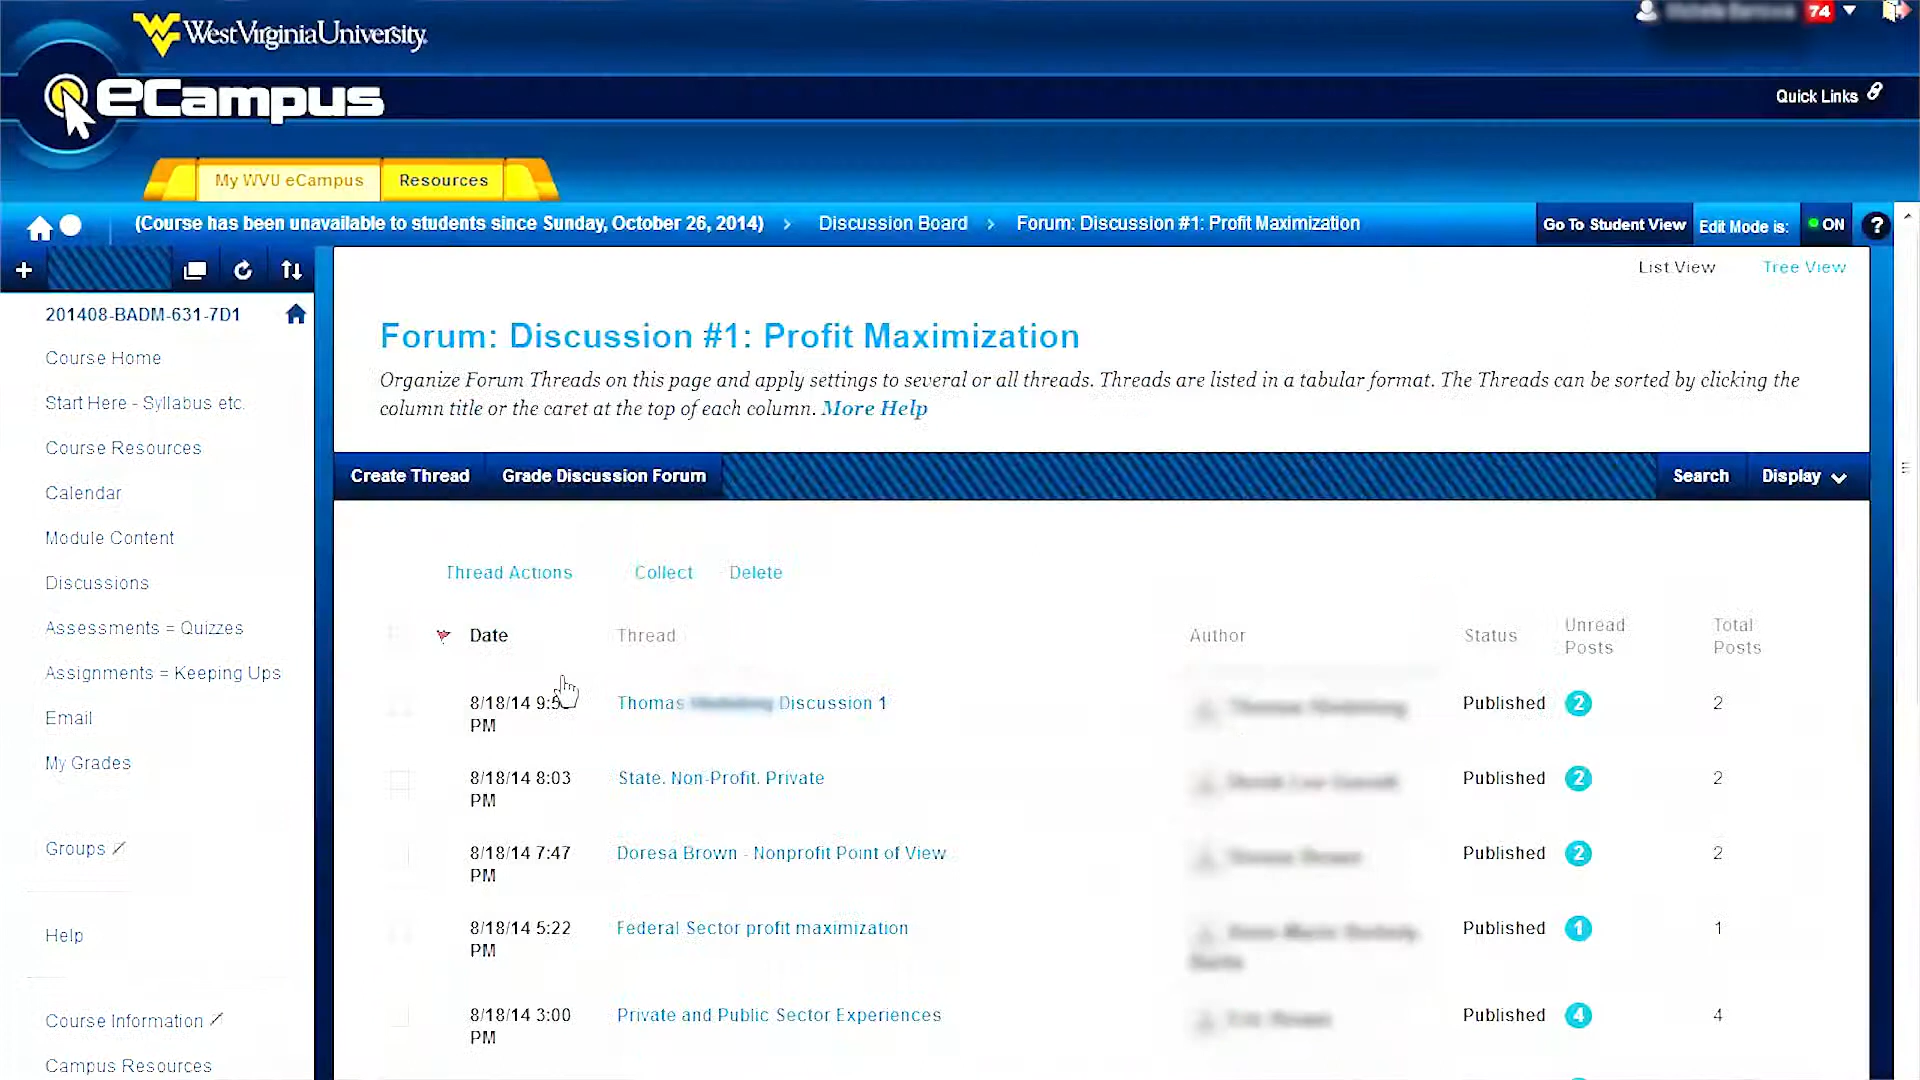 West Virginia University
74
eCampus
Quick Links
My WVU eCampus
Resources
(Course has been unavailable to students since Sunday, October 26, 2014) > Discussion Board > Forum: Discussion #1: Profit Maximization
Go To Student View
Edit Mode is:
ON
?
List View
Tree View
201408-BADM-631-7D1
Course Home
Start Here - Syllabus etc.
Course Resources
Calendar
Module Content
Discussions
Assessments = Quizzes
Assignments = Keeping Ups
Email
My Grades
Groups
Help
Course Information
Campus Resources
Forum: Discussion #1: Profit Maximization
Organize Forum Threads on this page and apply settings to several or all threads. Threads are listed in a tabular format. The Threads can be sorted by clicking the
column title or the caret at the top of each column. More Help
Create Thread
Grade Discussion Forum
Search
Display
Thread Actions
Collect
Delete
Date
Thread
Author
Status
Unread
Posts
Total
Posts
8/18/14
PM
Thomas Discussion 1
Published
2
2
8/18/14 8:03
PM
State. Non-Profit. Private
Published
2
2
8/18/14 7:47
PM
Doresa Brown - Nonprofit Point of View
Published
2
2
8/18/14 5:22
PM
Federal Sector profit maximization
Published
1
1
8/18/14 3:00
PM
Private and Public Sector Experiences
Published
4
4